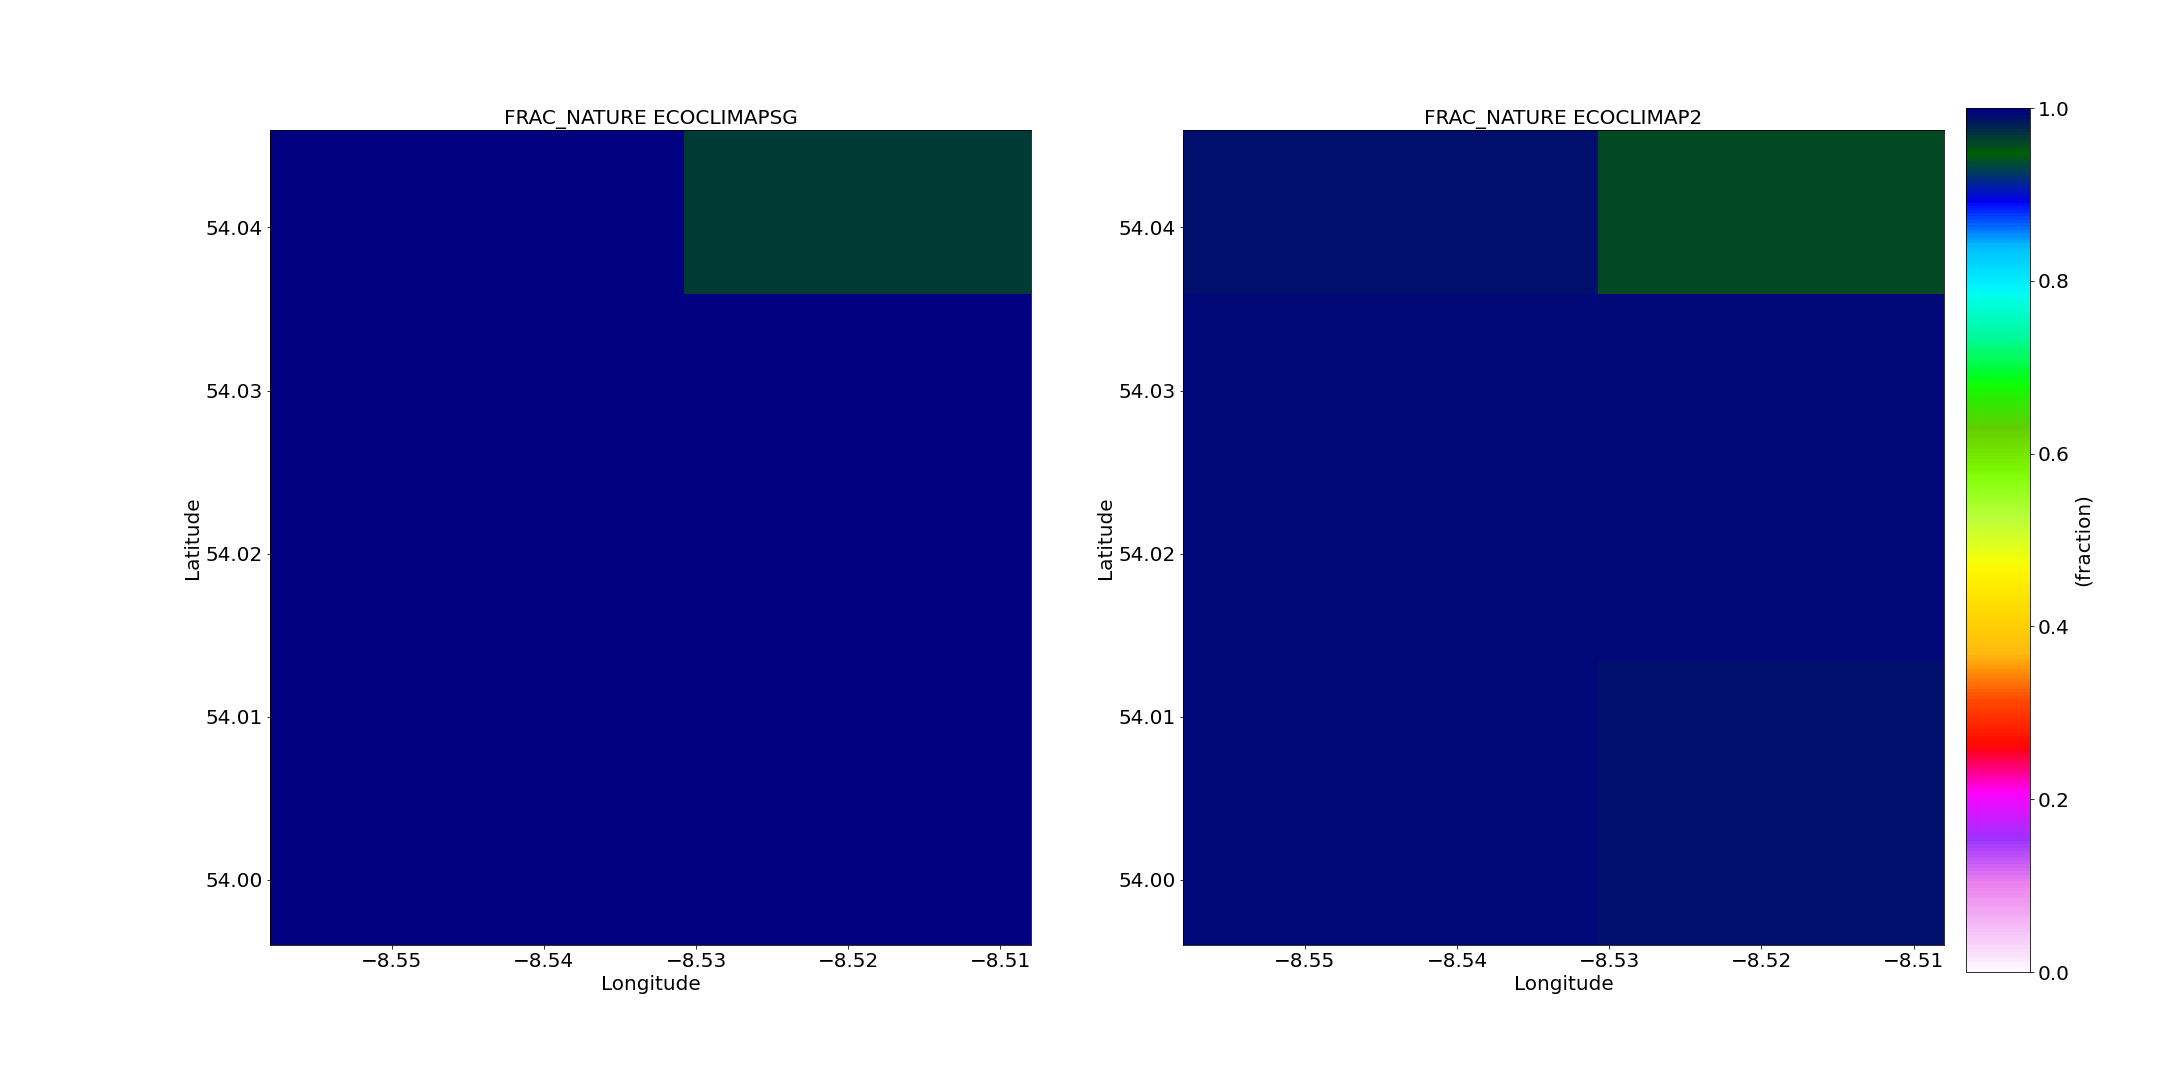 FRAC_NATURE ECOCLIMAPSG
54.04
54.03
54.02
54.01
54.00
Latitude
−8.55 −8.54 −8.53 −8.52 −8.51
Longitude
FRAC_NATURE ECOCLIMAP2
54.04
54.03
54.02
54.01
54.00
Latitude
−8.55 −8.54 −8.53 −8.52 −8.51
Longitude
1.0
0.8
0.6
0.4
0.2
0.0
(fraction)